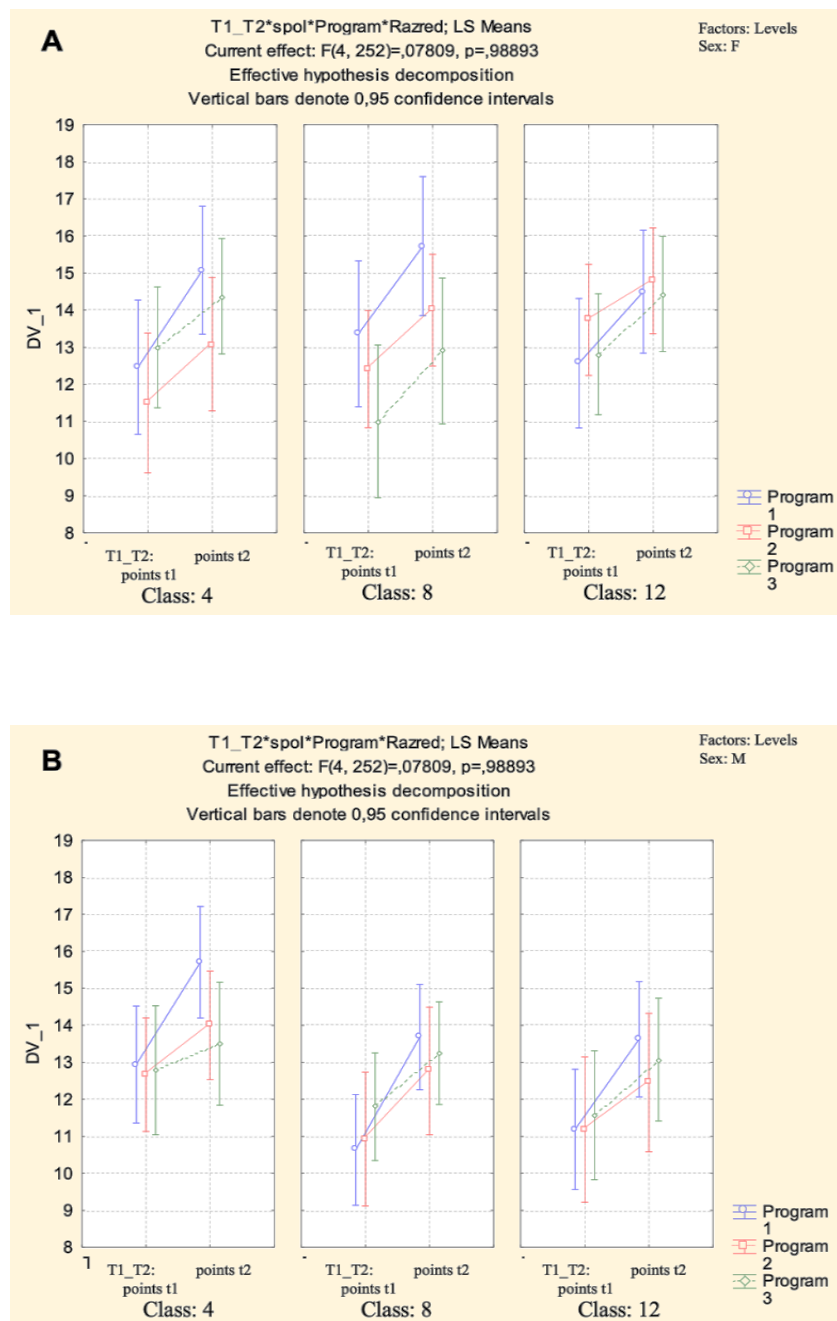 A
T1_T2*spol*Program*Razred; LS Means
Current effect: F(4, 252)=,07809, p=,98893
Effective hypothesis decomposition
Vertical bars denote 0,95 confidence intervals
Factors: Levels
Sex: F
19
18
17
16
15
14
13
12
11
10
9
8
DV_1
T1_T2:
points t1
points t2
Class: 4
T1_T2:
points t1
points t2
Class: 8
T1_T2:
points t1
points t2
Class: 12
Program
1
Program
2
Program
3
B
T1_T2*spol*Program*Razred; LS Means
Current effect: F(4, 252)=,07809, p=,98893
Effective hypothesis decomposition
Vertical bars denote 0,95 confidence intervals
Factors: Levels
Sex: M
19
18
17
16
15
14
13
12
11
10
9
8
DV_1
T1_T2:
points t1
points t2
Class: 4
T1_T2:
points t1
points t2
Class: 8
T1_T2:
points t1
points t2
Class: 12
Program
1
Program
2
Program
3